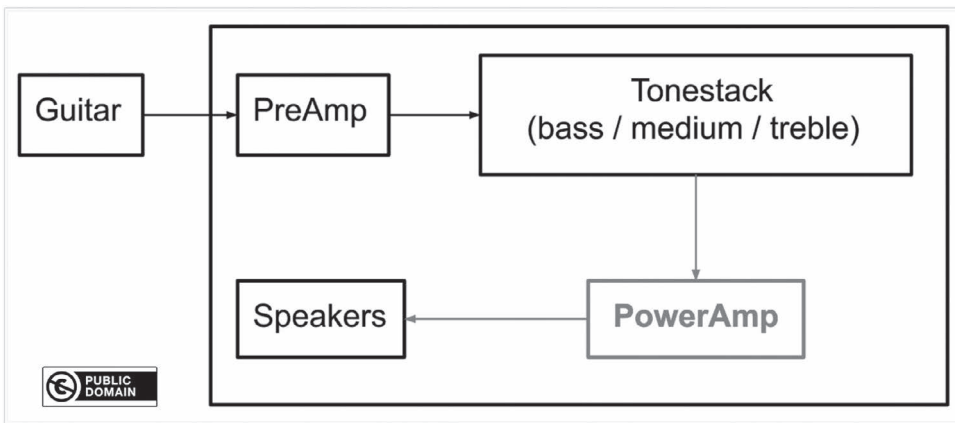 Guitar
PreAmp
Tonestack
(bass / medium / treble)
Speakers
PowerAmp
PUBLIC
DOMAIN